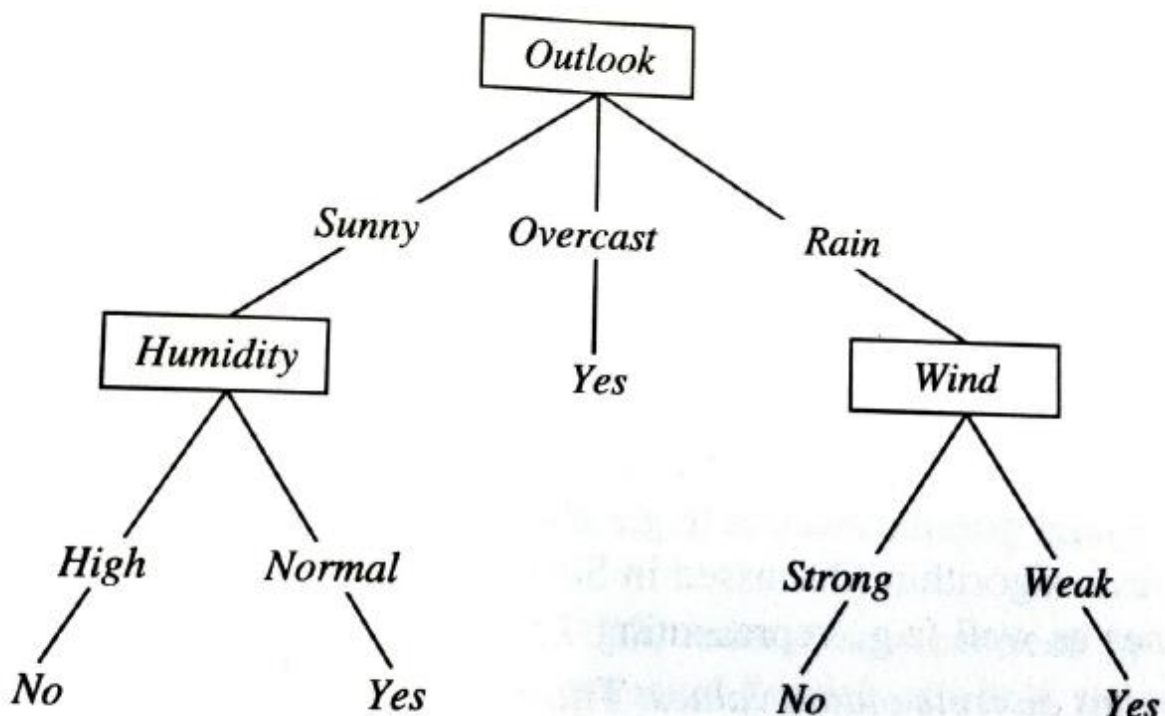 Outlook
Sunny Overcast Rain
Humidity Yes Wind
High Normal Strong Weak
No Yes No Yes